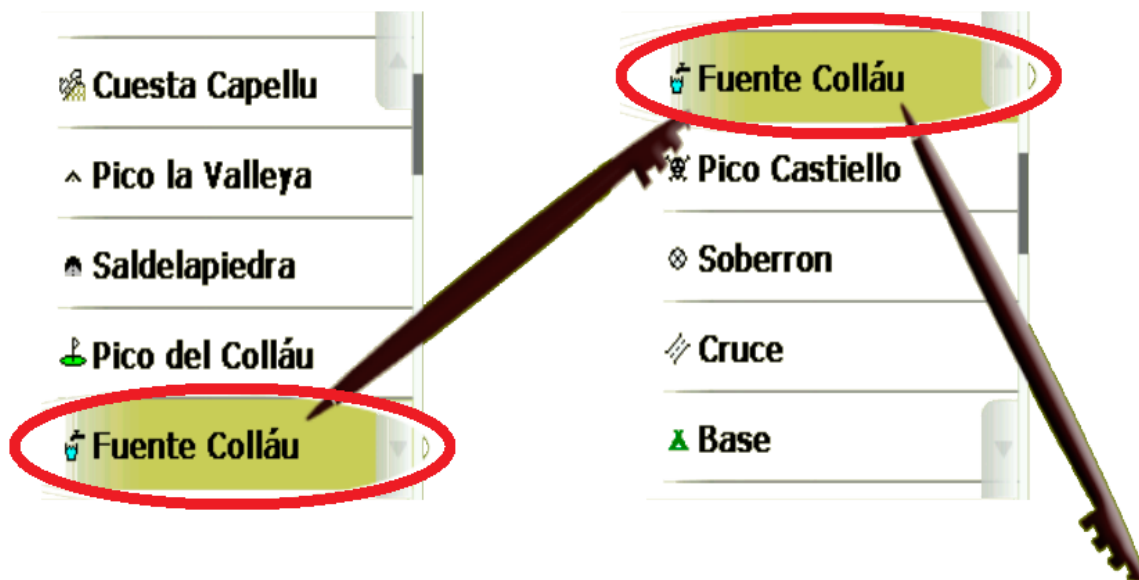 Cuesta Capellu
Pico la Valleya
Saldelapiedra
Pico del Colláu
Fuente Colláu
Fuente Colláu
Pico Castiello
Soberron
Cruce
Base